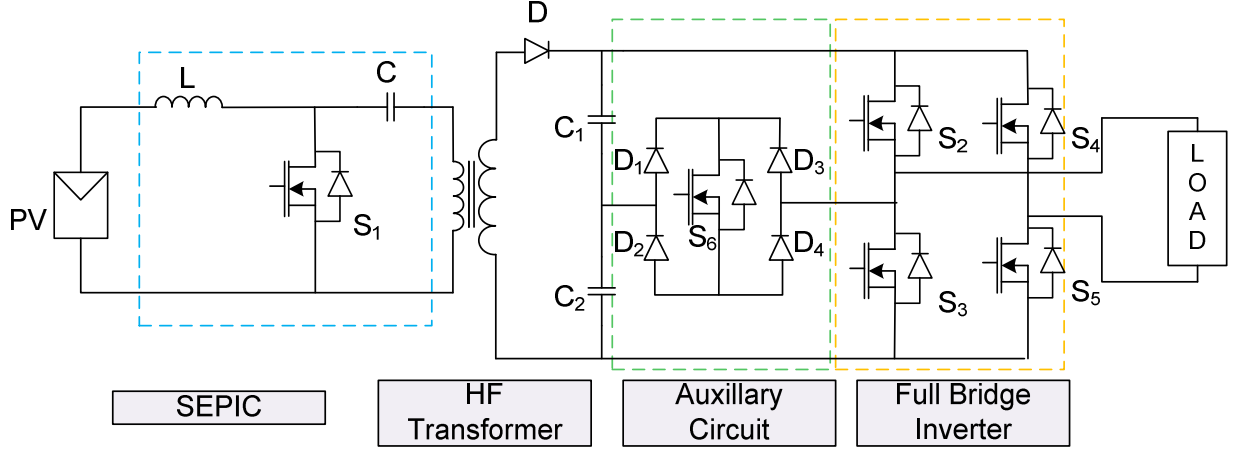 D
L
C
C1
D1
D3
S2
S4
LOAD
PV
S1
D2
S6
D4
C2
S3
S5
SEPIC
HF
Transformer
Auxillary
Circuit
Full Bridge
Inverter